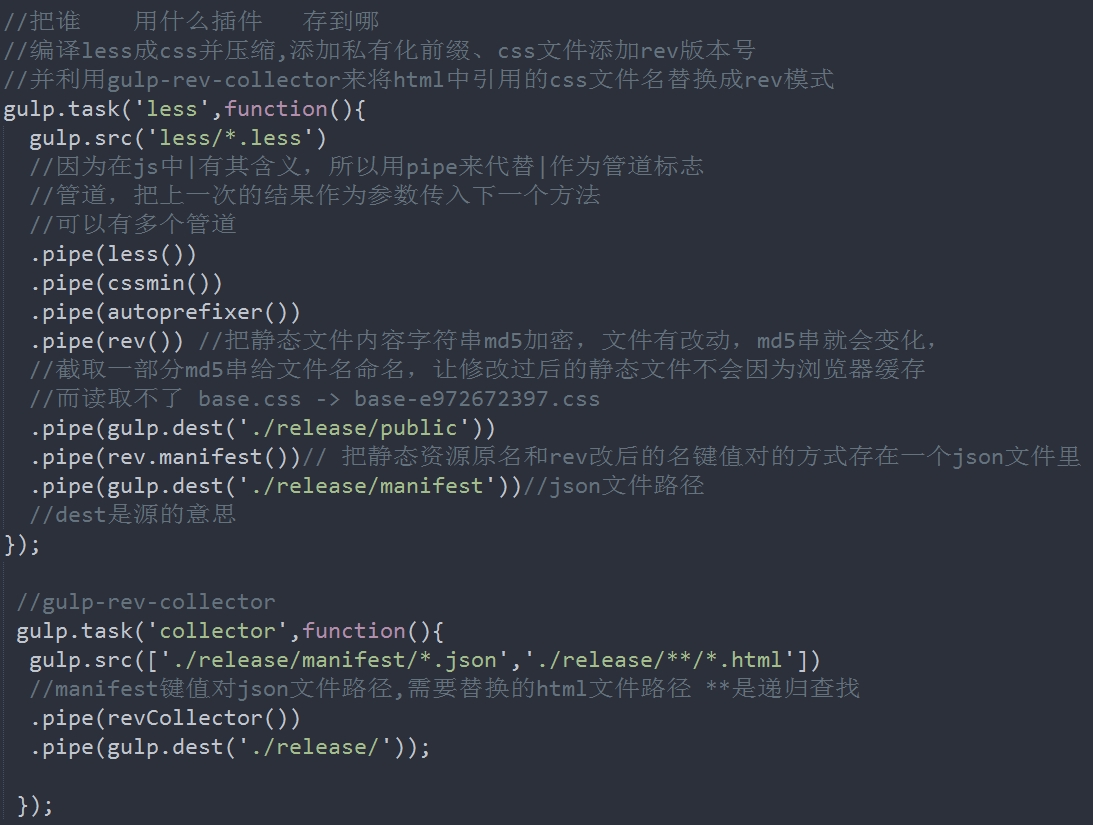 //把谁    用什么插件   存到哪
//编译less成css并压缩,添加私有化前缀、css文件添加rev版本号
//并利用gulp-rev-collector来将html中引用的css文件名替换成rev模式
gulp.task('less',function(){
  gulp.src('less/*.less')
  //因为在js中|有其含义，所以用pipe来代替|作为管道标志
  //管道，把上一次的结果作为参数传入下一个方法
  //可以有多个管道
  .pipe(less())
  .pipe(cssmin())
  .pipe(autoprefixer())
  .pipe(rev()) //把静态文件内容字符串md5加密，文件有改动，md5串就会变化，
  //截取一部分md5串给文件名命名，让修改过后的静态文件不会因为浏览器缓存
  //而读取不了 base.css -> base-e972672397.css
  .pipe(gulp.dest('./release/public'))
  .pipe(rev.manifest())// 把静态资源原名和rev改后的名键值对的方式存在一个json文件里
  .pipe(gulp.dest('./release/manifest'))//json文件路径
  //dest是源的意思
});
 //gulp-rev-collector
 gulp.task('collector',function(){
  gulp.src(['./release/manifest/*.json','./release/**/*.html'])
  //manifest键值对json文件路径,需要替换的html文件路径 **是递归查找
  .pipe(revCollector())
  .pipe(gulp.dest('./release/'));
 });